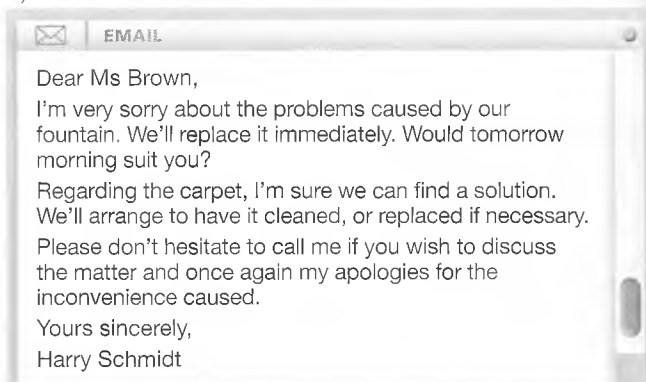 EMAIL
Dear Ms Brown,
I'm very sorry about the problems caused by our
fountain. We'll replace it immediately. Would tomorrow
morning suit you?
Regarding the carpet, I'm sure we can find a solution.
We'll arrange to have it cleaned, or replaced if necessary.
Please don't hesitate to call me if you wish to discuss
the matter and once again my apologies for the
inconvenience caused.
Yours sincerely,
Harry Schmidt